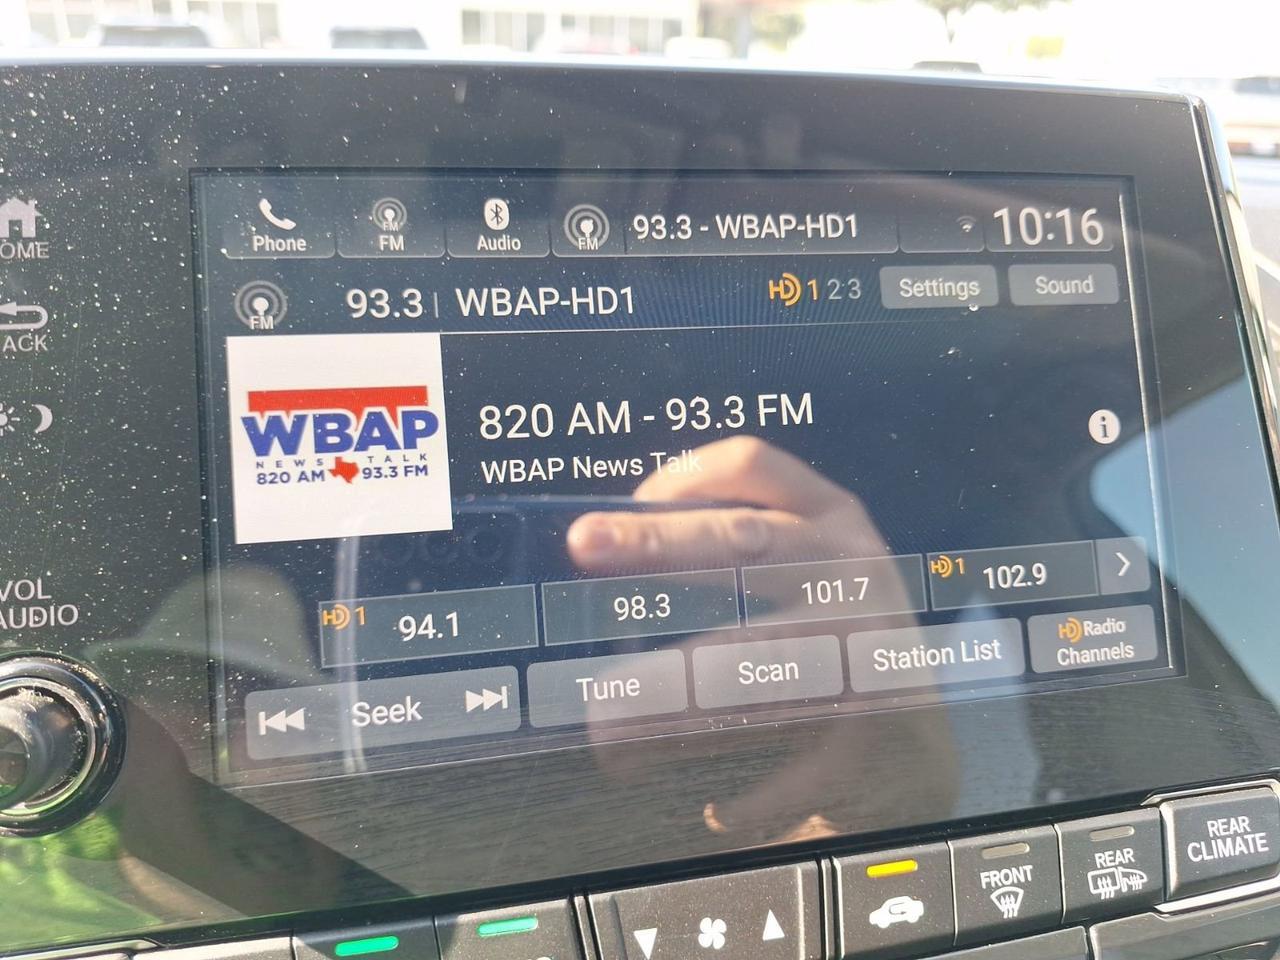 Phone
FM
FM
Audio
FM
93.3 - WBAP-HD1
10:16
FM
93.3 | WBAP-HD1
HD 1 2 3
Settings
Sound
WBAP
NEWS TALK
820 AM 93.3 FM
820 AM - 93.3 FM
WBAP News Talk
i
HD 1 94.1
98.3
101.7
HD 1 102.9
Seek
Tune
Scan
Station List
HD Radio
Channels
OME
ACK
VOL
AUDIO
FRONT
REAR
REAR
CLIMATE